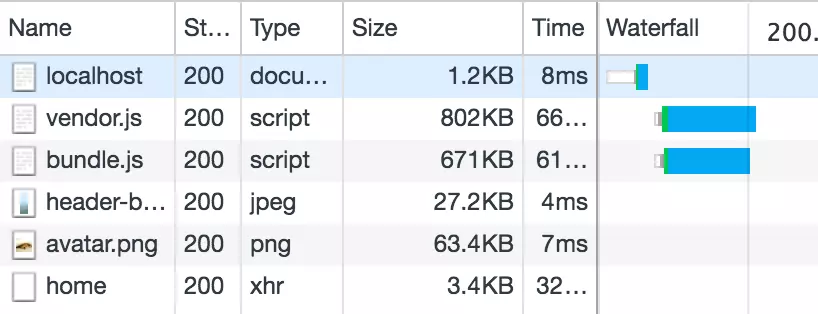 Name St... Type Size Time Waterfall 200.
localhost 200 docu... 1.2KB 8ms
vendor.js 200 script 802KB 66...
bundle.js 200 script 671KB 61...
header-b... 200 jpeg 27.2KB 4ms
avatar.png 200 png 63.4KB 7ms
home 200 xhr 3.4KB 32...